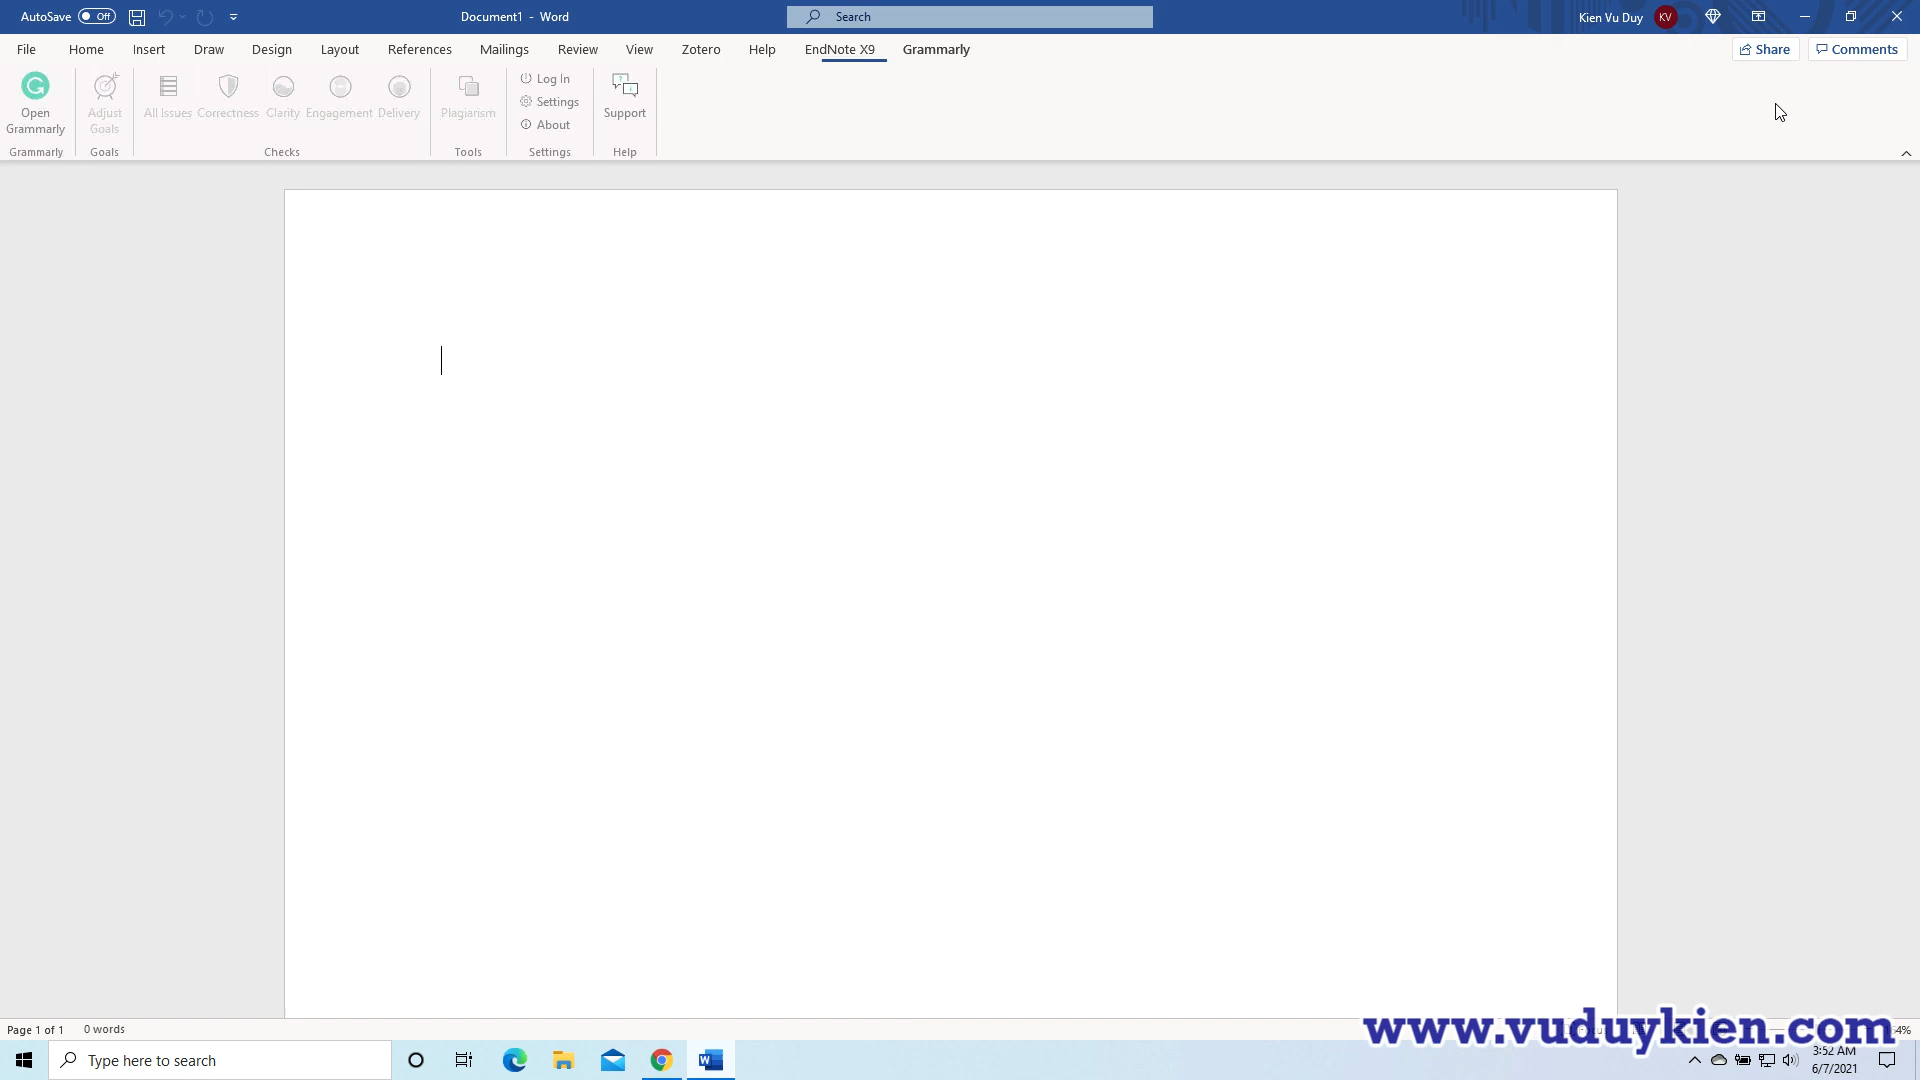 AutoSave Off
Document1 - Word
Search
Kien Vu Duy KV
File Home Insert Draw Design Layout References Mailings Review View Zotero Help EndNote X9 Grammarly
Share Comments
Open Grammarly
Adjust Goals
All Issues Correctness Clarity Engagement Delivery
Plagiarism
Log In
Settings
About
Support
Grammarly Goals Checks Tools Settings Help
Page 1 of 1 0 words
www.vuduykien.com
Type here to search
3:52 AM
6/7/2021